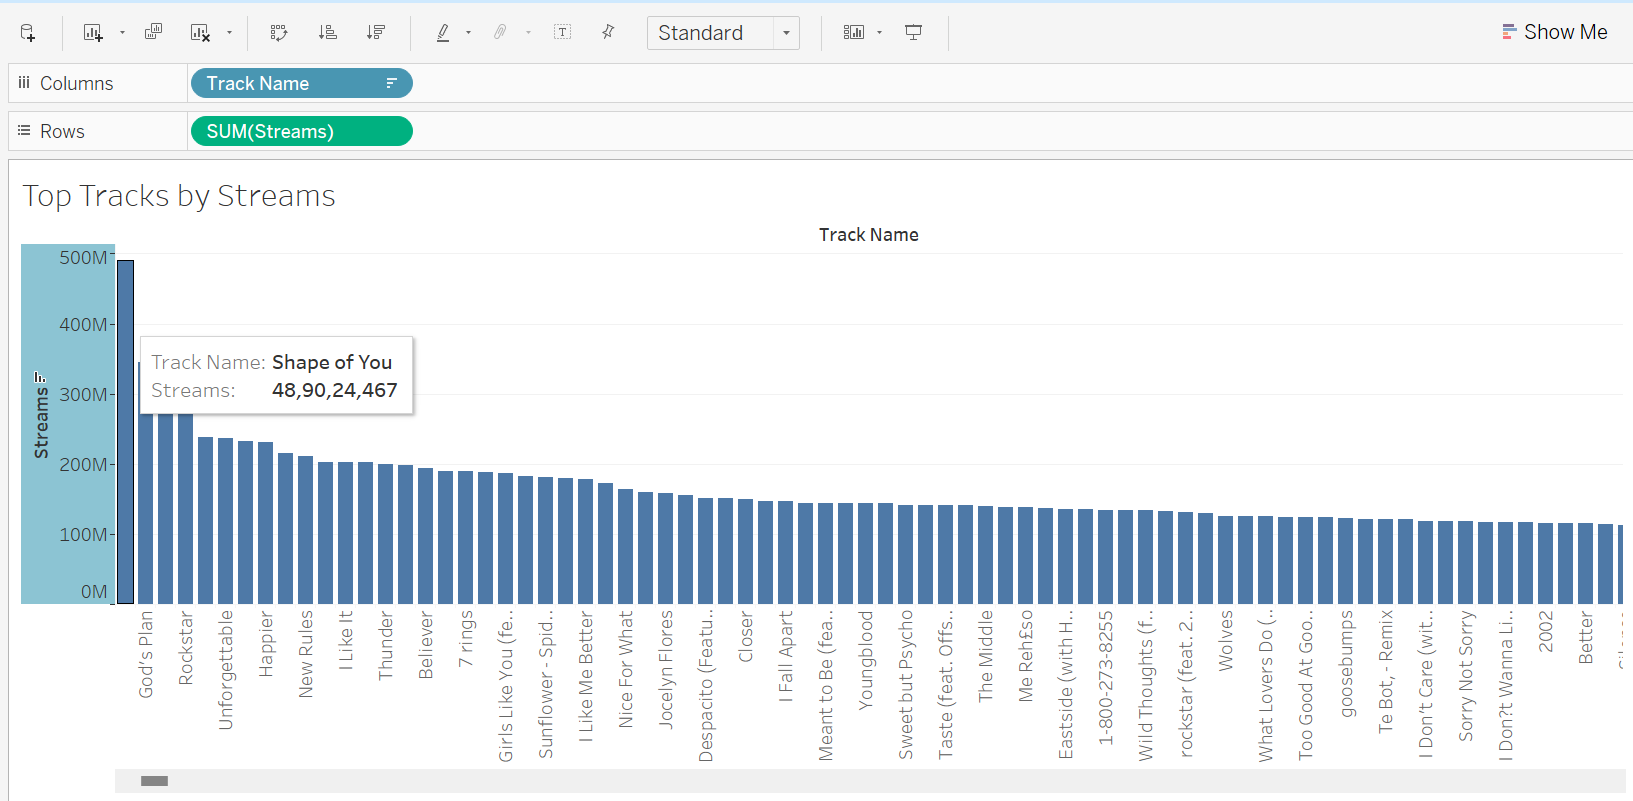 Standard
Show Me
Columns
Track Name
Rows
SUM(Streams)
Top Tracks by Streams
Track Name
Streams
500M
400M
300M
200M
100M
0M
Track Name: Shape of You
Streams: 48,90,24,467
God's Plan
Rockstar
Unforgettable
Happier
New Rules
I Like It
Thunder
Believer
7 rings
Girls Like You (fe..
Sunflower - Spid..
I Like Me Better
Nice For What
Jocelyn Flores
Despacito (Featu..
Closer
I Fall Apart
Meant to Be (fea..
Youngblood
Sweet but Psycho
Taste (feat. Offs..
The Middle
Me Reh£so
Eastside (with H..
1-800-273-8255
Wild Thoughts (f..
rockstar (feat. 2..
Wolves
What Lovers Do (..
Too Good At Goo..
goosebumps
Te Bot‚ - Remix
I Don't Care (wit..
Sorry Not Sorry
I Don?t Wanna Li..
2002
Better